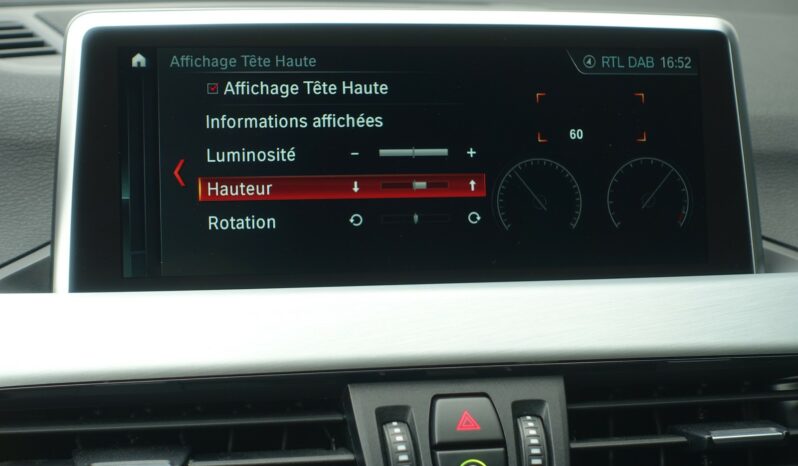 Affichage Tête Haute
RTL DAB 16:52
Affichage Tête Haute
Informations affichées
Luminosité - +
Hauteur
Rotation
60